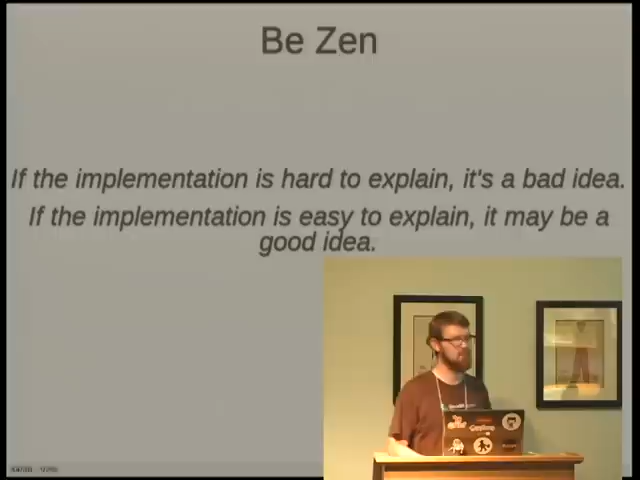 Be Zen
If the implementation is hard to explain, it's a bad idea.
If the implementation is easy to explain, it may be a
good idea.